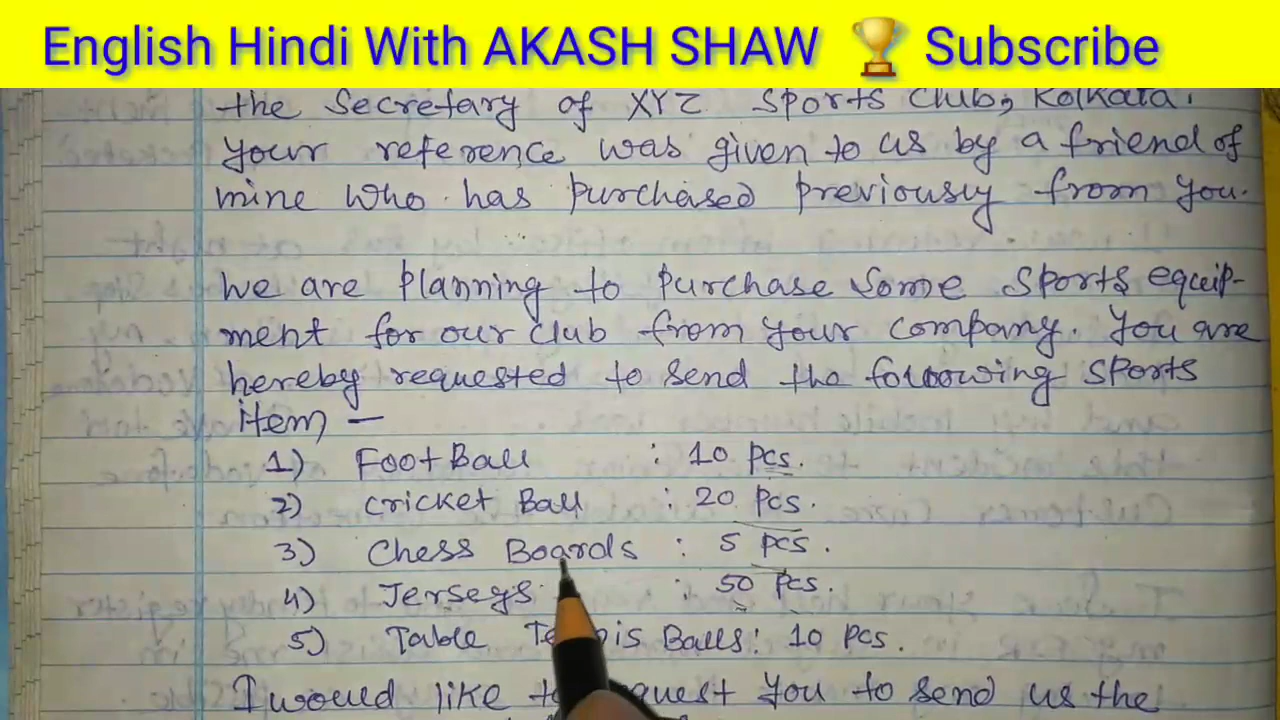 English Hindi With AKASH SHAW 🏆 Subscribe
the Secretary of XYZ Sports Club, Kolkata.
Your reference was given to us by a friend of
mine who has purchased previously from you.
We are planning to purchase some sports equip-
ment for our club from your company. You are
hereby requested to send the following sports
item -
1) FootBall : 10 pcs.
2) Cricket Ball : 20 pcs.
3) Chess Boards : 5 pcs.
4) Jerseys : 50 pcs.
5) Table Tennis Balls : 10 pcs.
I would like to request you to send us the